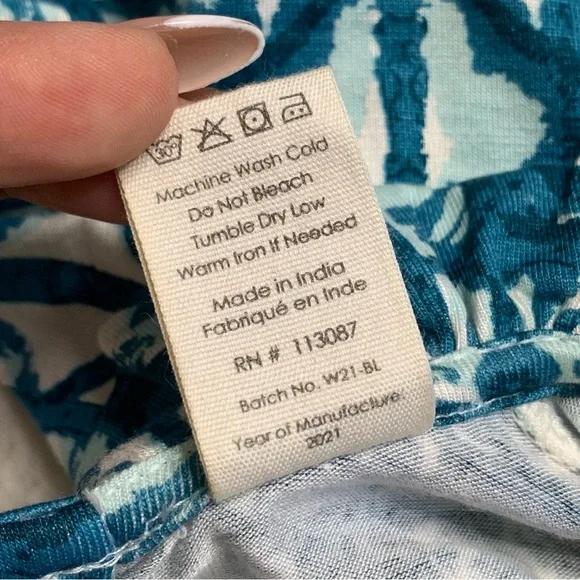 30°
Machine Wash Cold
Do Not Bleach
Tumble Dry Low
Warm Iron If Needed
Made in India
Fabriqué en Inde
RN # 113087
Batch No. W21-BL
Year of Manufacture:
2021